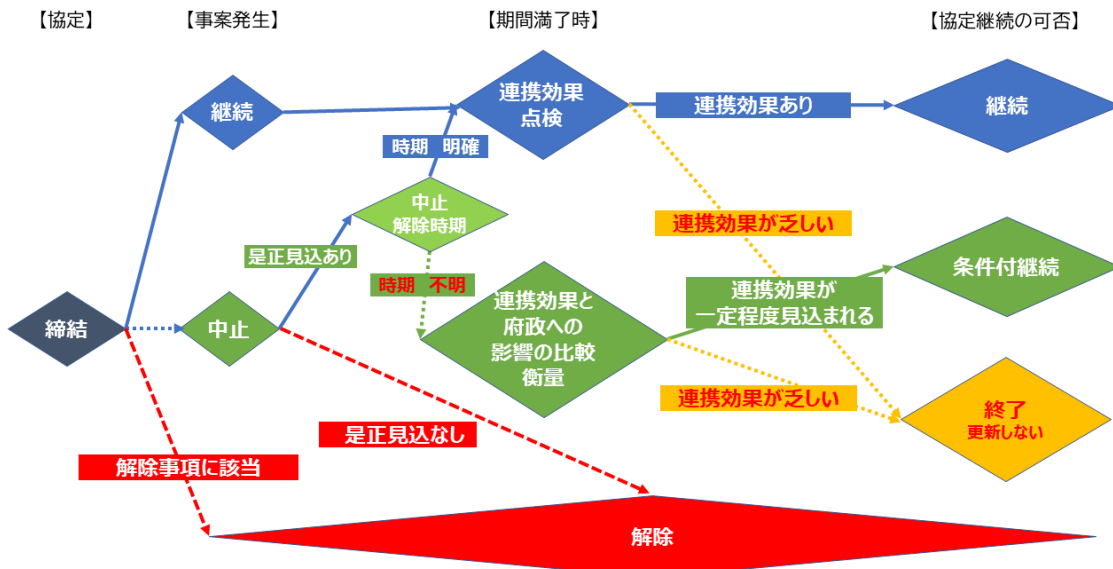 【協定】
【事案発生】
【期間満了時】
【協定継続の可否】
継続
連携効果
点検
連携効果あり
継続
時期 明確
中止
解除時期
連携効果が乏しい
是正見込あり
時期 不明
条件付継続
連携効果と
府政への
影響の比較
衡量
連携効果が
一定程度見込まれる
締結
中止
連携効果が乏しい
終了
更新しない
是正見込なし
解除事項に該当
解除